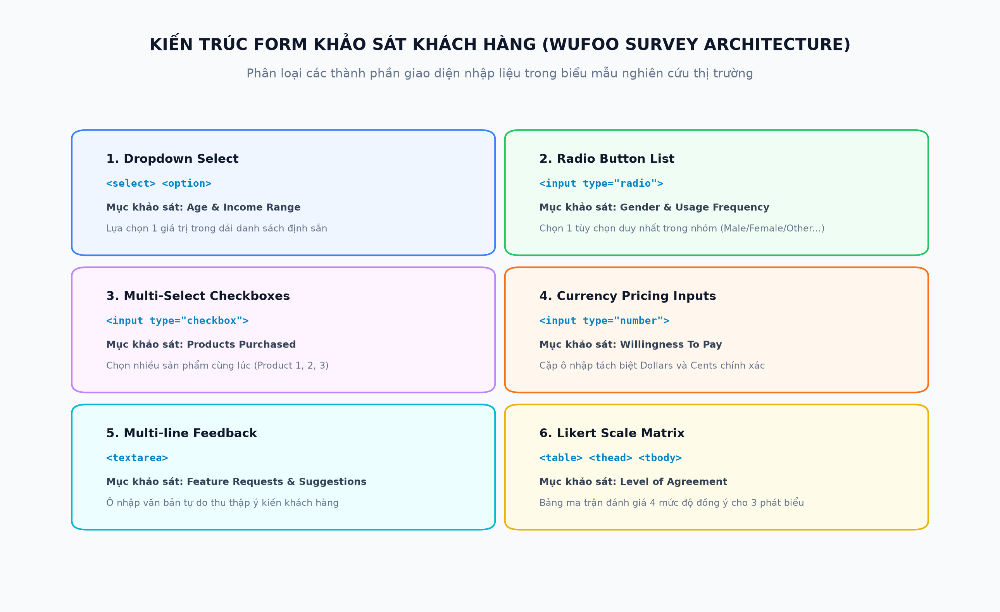 KIẾN TRÚC FORM KHẢO SÁT KHÁCH HÀNG (WUFOO SURVEY ARCHITECTURE)
Phân loại các thành phần giao diện nhập liệu trong biểu mẫu nghiên cứu thị trường
1. Dropdown Select
<select> <option>
Mục khảo sát: Age & Income Range
Lựa chọn 1 giá trị trong dải danh sách định sẵn
2. Radio Button List
<input type="radio">
Mục khảo sát: Gender & Usage Frequency
Chọn 1 tùy chọn duy nhất trong nhóm (Male/Female/Other...)
3. Multi-Select Checkboxes
<input type="checkbox">
Mục khảo sát: Products Purchased
Chọn nhiều sản phẩm cùng lúc (Product 1, 2, 3)
4. Currency Pricing Inputs
<input type="number">
Mục khảo sát: Willingness To Pay
Cặp ô nhập tách biệt Dollars và Cents chính xác
5. Multi-line Feedback
<textarea>
Mục khảo sát: Feature Requests & Suggestions
Ô nhập văn bản tự do thu thập ý kiến khách hàng
6. Likert Scale Matrix
<table> <thead> <tbody>
Mục khảo sát: Level of Agreement
Bảng ma trận đánh giá 4 mức độ đồng ý cho 3 phát biểu